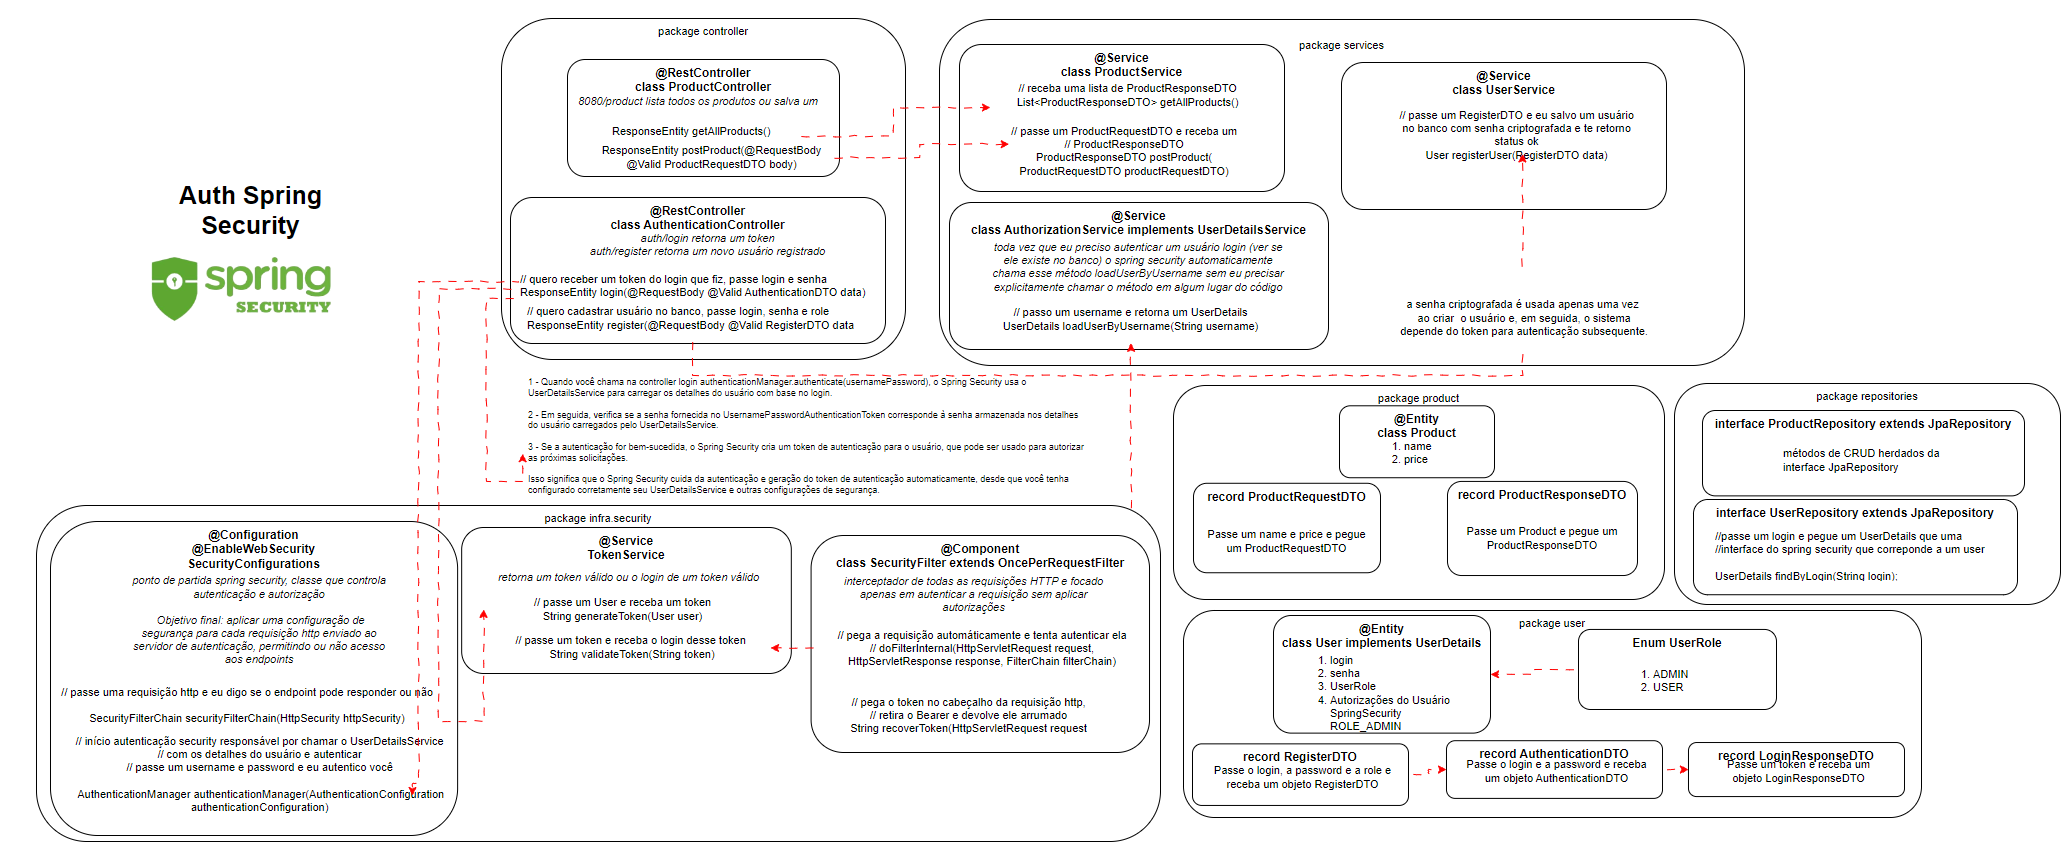 Auth Spring
Security
spring
SECURITY
package controller
@RestController
class ProductController
8080/product lista todos os produtos ou salva um
ResponseEntity getAllProducts()
ResponseEntity postProduct(@RequestBody
@Valid ProductRequestDTO body)
@RestController
class AuthenticationController
auth/login retorna um token
auth/register retorna um novo usuário registrado
// quero receber um token do login que fiz, passe login e senha
ResponseEntity login(@RequestBody @Valid AuthenticationDTO data)
// quero cadastrar usuário no banco, passe login, senha e role
ResponseEntity register(@RequestBody @Valid RegisterDTO data
package services
@Service
class ProductService
// receba uma lista de ProductResponseDTO
List<ProductResponseDTO> getAllProducts()
// passe um ProductRequestDTO e receba um
// ProductResponseDTO
ProductResponseDTO postProduct(
ProductRequestDTO productRequestDTO)
@Service
class UserService
// passe um RegisterDTO e eu salvo um usuário
no banco com senha criptografada e te retorno
status ok
User registerUser(RegisterDTO data)
@Service
class AuthorizationService implements UserDetailsService
toda vez que eu preciso autenticar um usuário login (ver se
ele existe no banco) o spring security automaticamente
chama esse método loadUserByUsername sem eu precisar
explicitamente chamar o método em algum lugar do código
// passo um username e retorna um UserDetails
UserDetails loadUserByUsername(String username)
a senha criptografada é usada apenas uma vez
ao criar  o usuário e, em seguida, o sistema
depende do token para autenticação subsequente.
1 - Quando você chama na controller login authenticationManager.authenticate(usernamePassword), o Spring Security usa o
UserDetailsService para carregar os detalhes do usuário com base no login.
2 - Em seguida, verifica se a senha fornecida no UsernamePasswordAuthenticationToken corresponde à senha armazenada nos detalhes
do usuário carregados pelo UserDetailsService.
3 - Se a autenticação for bem-sucedida, o Spring Security cria um token de autenticação para o usuário, que pode ser usado para autorizar
as próximas solicitações.
Isso significa que o Spring Security cuida da autenticação e geração do token de autenticação automaticamente, desde que você tenha
configurado corretamente seu UserDetailsService e outras configurações de segurança.
package product
@Entity
class Product
1. name
2. price
record ProductRequestDTO
Passe um name e price e pegue
um ProductRequestDTO
record ProductResponseDTO
Passe um Product e pegue um
ProductResponseDTO
package repositories
interface ProductRepository extends JpaRepository
métodos de CRUD herdados da
interface JpaRepository
interface UserRepository extends JpaRepository
//passe um login e pegue um UserDetails que uma
//interface do spring security que correponde a um user
UserDetails findByLogin(String login);
package infra.security
@Configuration
@EnableWebSecurity
SecurityConfigurations
ponto de partida spring security, classe que controla
autenticação e autorização
Objetivo final: aplicar uma configuração de
segurança para cada requisição http enviado ao
servidor de autenticação, permitindo ou não acesso
aos endpoints
// passe uma requisição http e eu digo se o endpoint pode responder ou não
SecurityFilterChain securityFilterChain(HttpSecurity httpSecurity)
// início autenticação security responsável por chamar o UserDetailsService
// com os detalhes do usuário e autenticar
// passe um username e password e eu autentico você
AuthenticationManager authenticationManager(AuthenticationConfiguration
authenticationConfiguration)
@Service
TokenService
retorna um token válido ou o login de um token válido
// passe um User e receba um token
String generateToken(User user)
// passe um token e receba o login desse token
String validateToken(String token)
@Component
class SecurityFilter extends OncePerRequestFilter
interceptador de todas as requisições HTTP e focado
apenas em autenticar a requisição sem aplicar
autorizações
// pega a requisição automáticamente e tenta autenticar ela
// doFilterInternal(HttpServletRequest request,
HttpServletResponse response, FilterChain filterChain)
// pega o token no cabeçalho da requisição http,
// retira o Bearer e devolve ele arrumado
String recoverToken(HttpServletRequest request
package user
@Entity
class User implements UserDetails
1. login
2. senha
3. UserRole
4. Autorizações do Usuário
SpringSecurity
ROLE_ADMIN
Enum UserRole
1. ADMIN
2. USER
record RegisterDTO
Passe o login, a password e a role e
receba um objeto RegisterDTO
record AuthenticationDTO
Passe o login e a password e receba
um objeto AuthenticationDTO
record LoginResponseDTO
Passe um token e receba um
objeto LoginResponseDTO